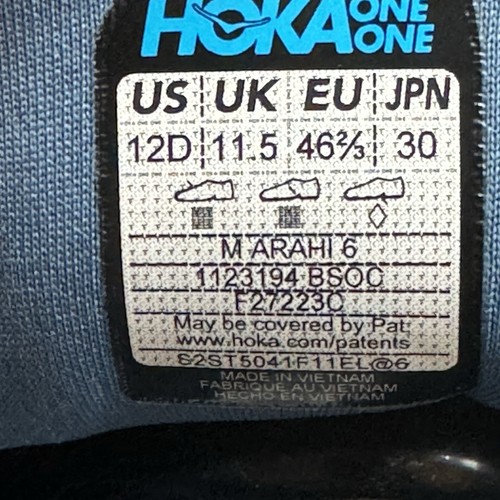 HOKA ONE ONE
US UK EU JPN
12D 11.5 46⅔ 30
M ARAHI 6
1123194 BSOC
F27223C
May be covered by Pat:
www.hoka.com/patents
S2ST5041F11EL@6
MADE IN VIETNAM
FABRIQUE AU VIETNAM
HECHO EN VIETNAM